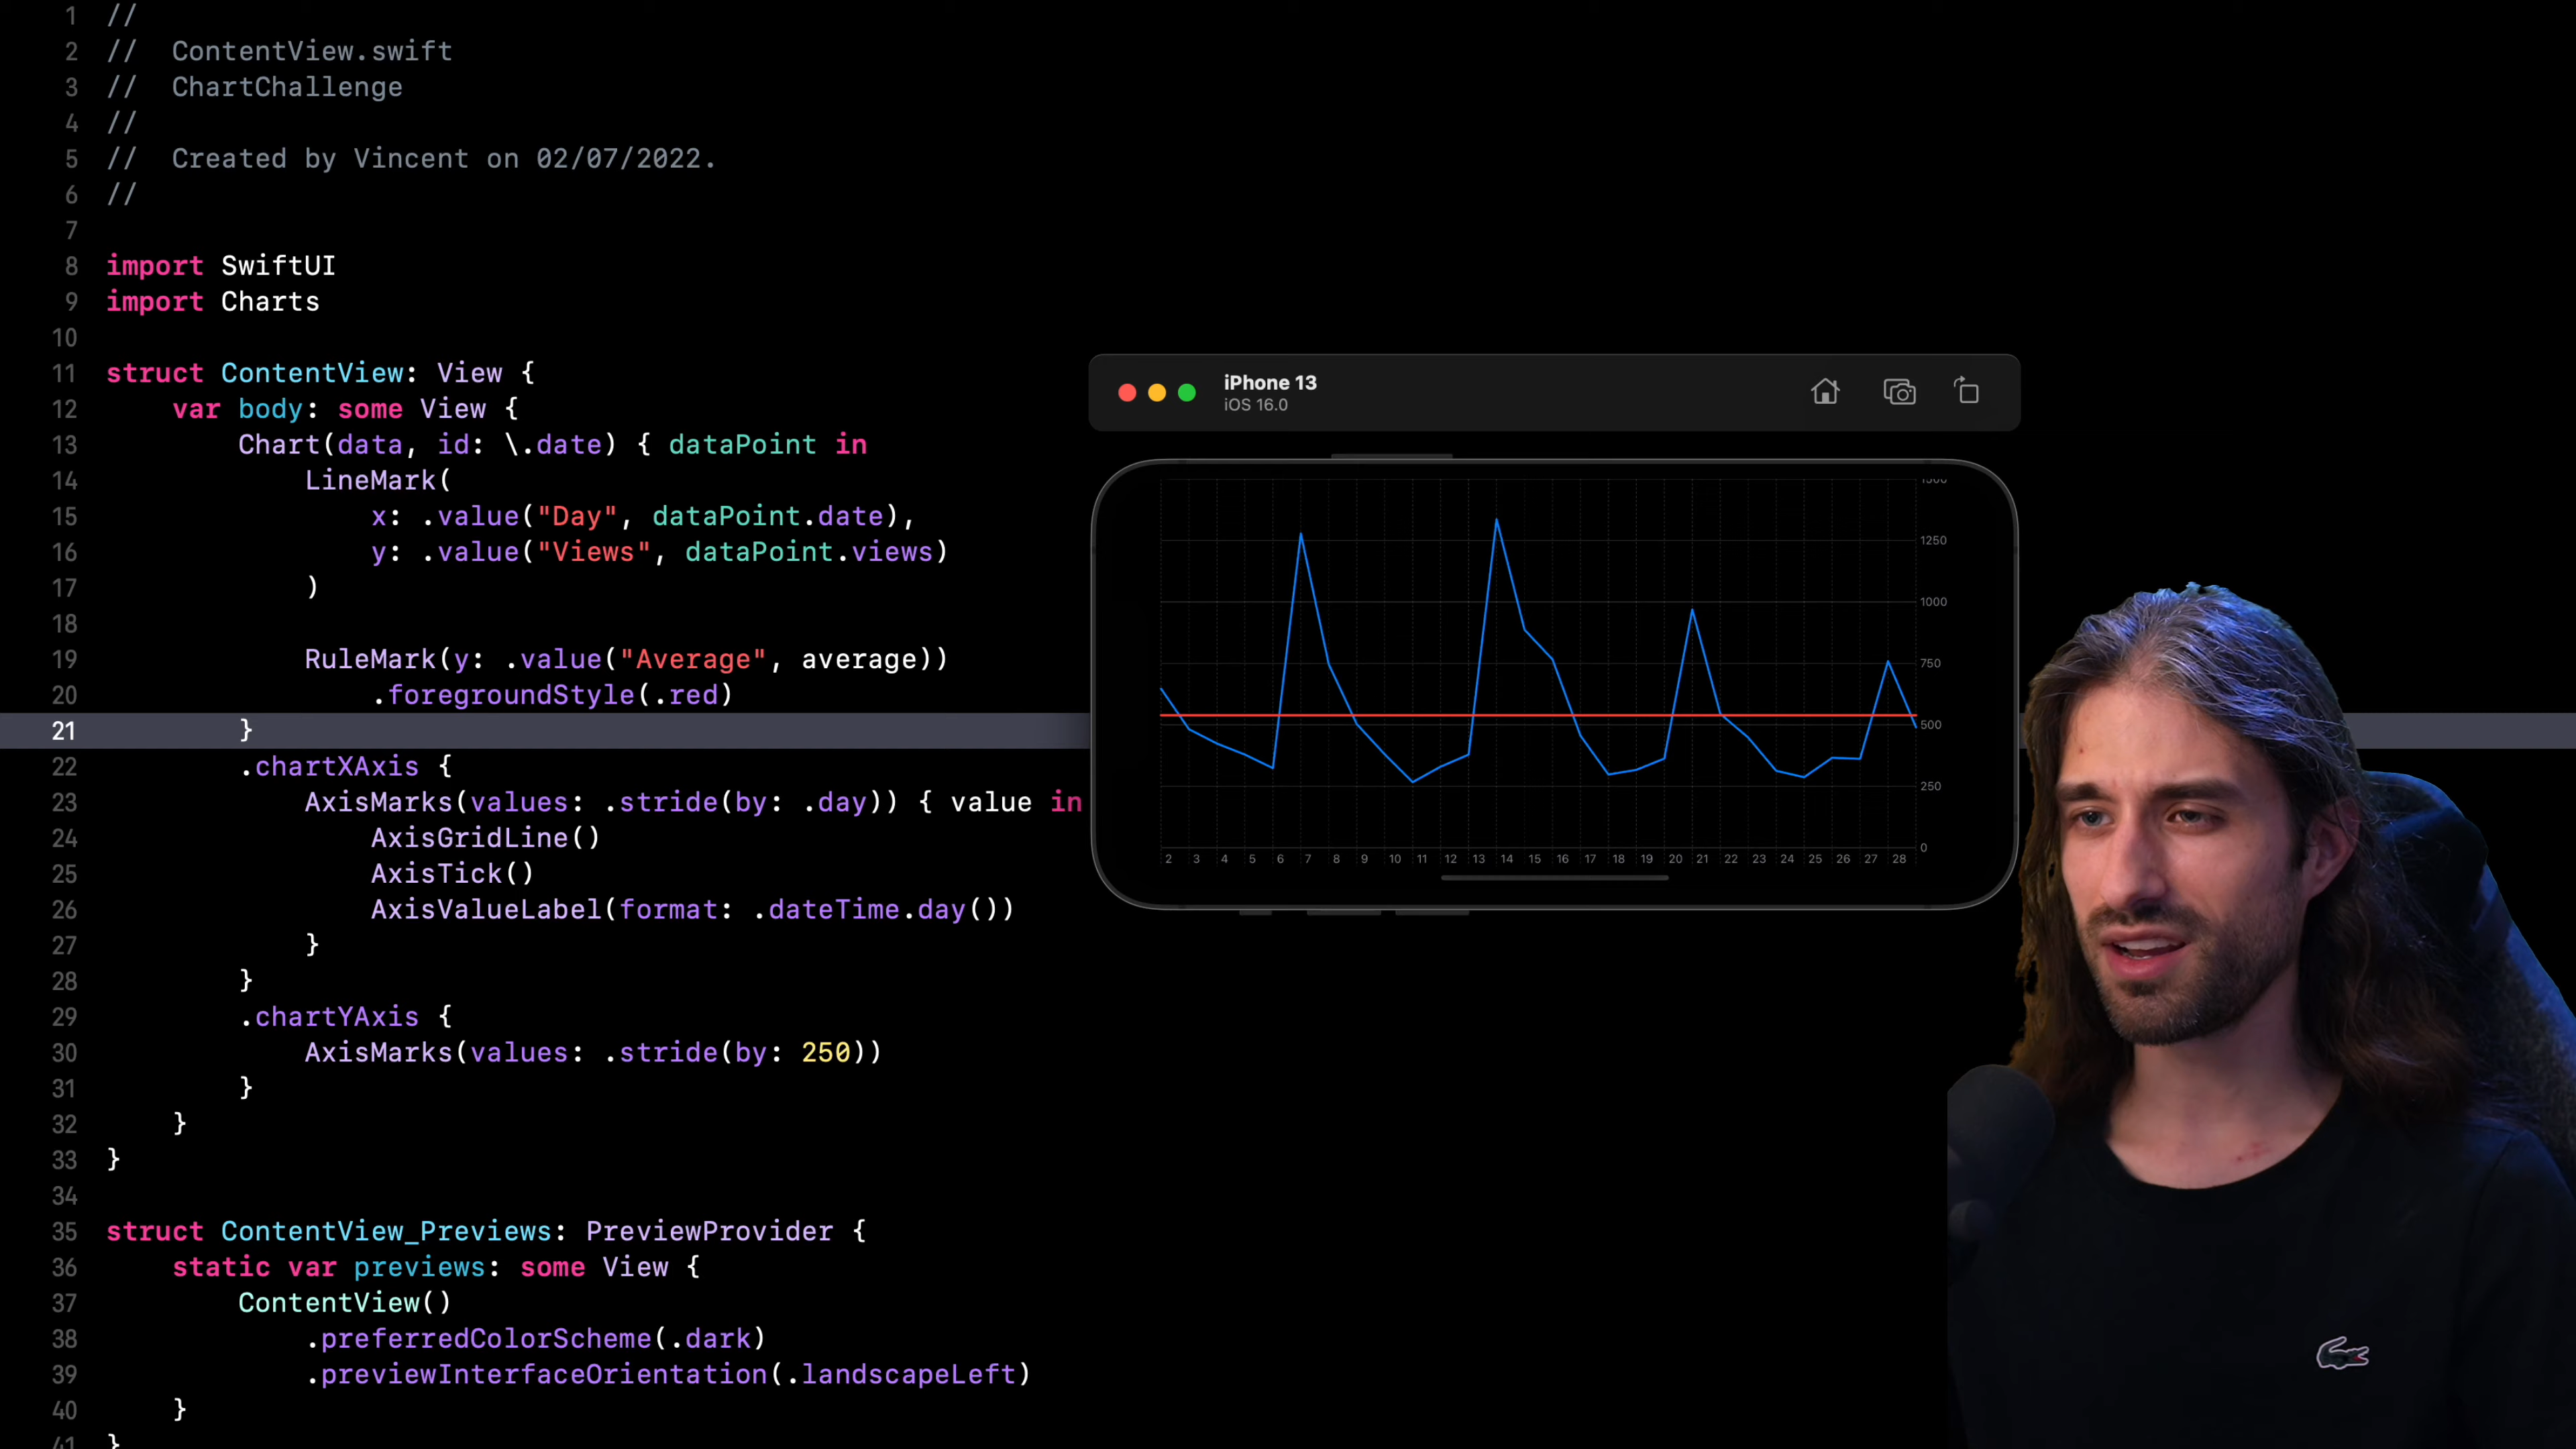 1 //
2 //  ContentView.swift
3 //  ChartChallenge
4 //
5 //  Created by Vincent on 02/07/2022.
6 //
7
8 import SwiftUI
9 import Charts
10
11 struct ContentView: View {
12     var body: some View {
13         Chart(data, id: \.date) { dataPoint in
14             LineMark(
15                 x: .value("Day", dataPoint.date),
16                 y: .value("Views", dataPoint.views)
17             )
18
19             RuleMark(y: .value("Average", average))
20                 .foregroundStyle(.red)
21         }
22         .chartXAxis {
23             AxisMarks(values: .stride(by: .day)) { value in
24                 AxisGridLine()
25                 AxisTick()
26                 AxisValueLabel(format: .dateTime.day())
27             }
28         }
29         .chartYAxis {
30             AxisMarks(values: .stride(by: 250))
31         }
32     }
33 }
34
35 struct ContentView_Previews: PreviewProvider {
36     static var previews: some View {
37         ContentView()
38             .preferredColorScheme(.dark)
39             .previewInterfaceOrientation(.landscapeLeft)
40     }
41 }
iPhone 13
iOS 16.0
1500
1250
1000
750
500
250
0
2 3 4 5 6 7 8 9 10 11 12 13 14 15 16 17 18 19 20 21 22 23 24 25 26 27 28